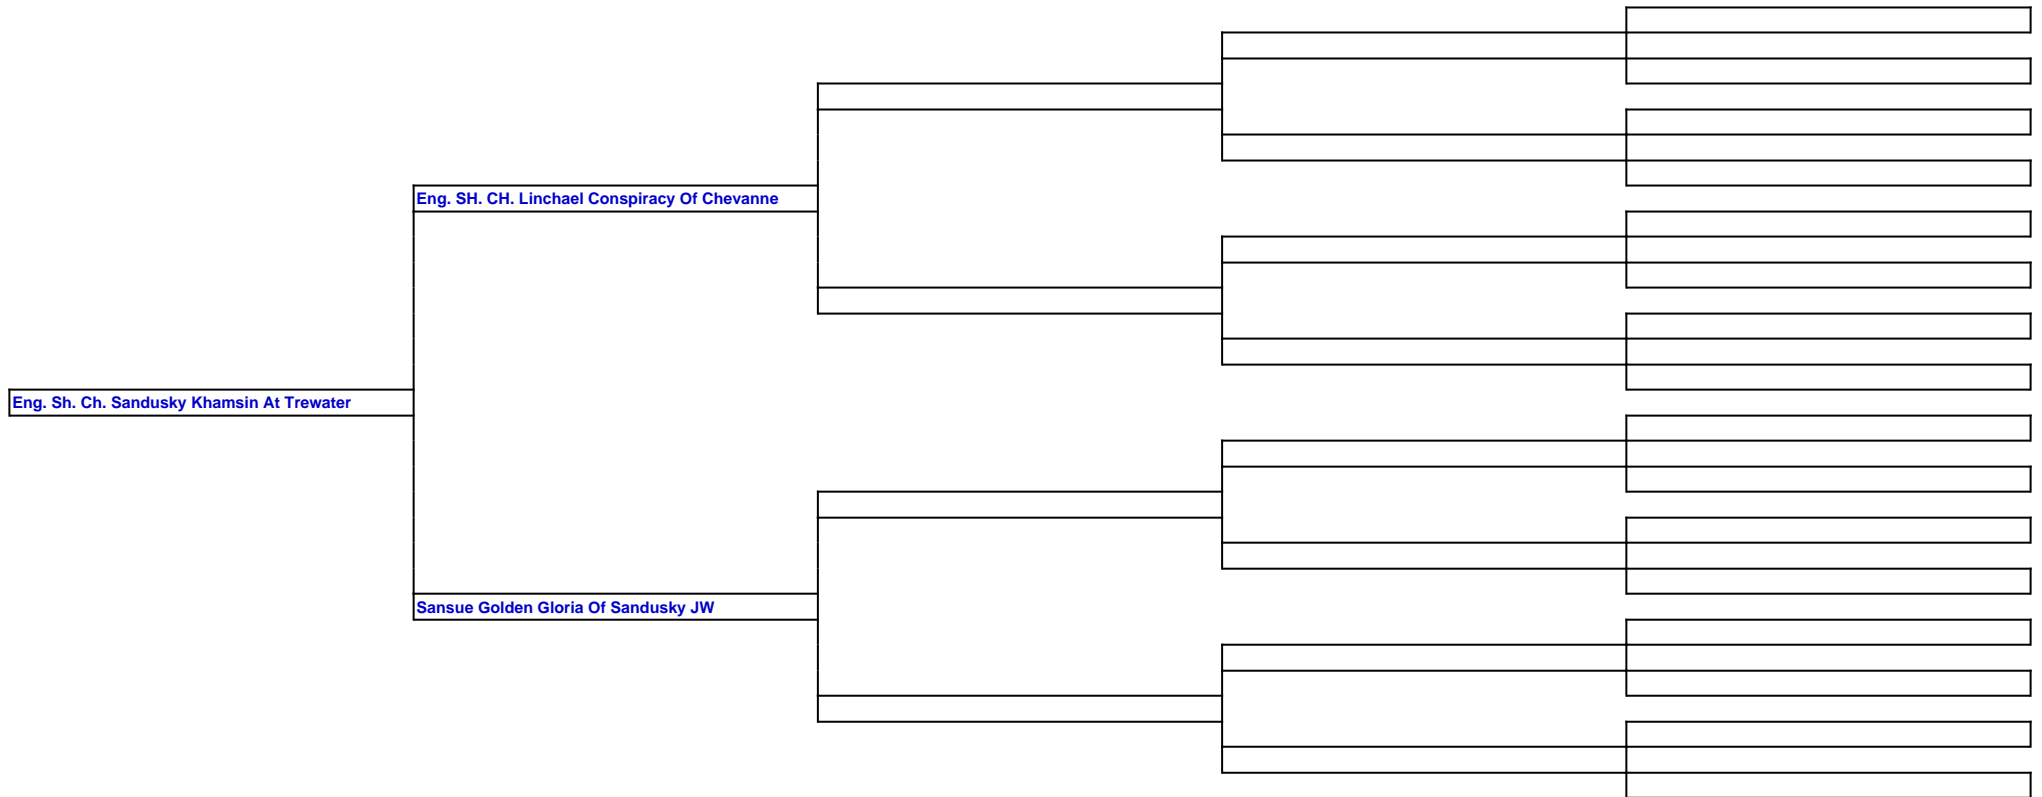 Eng. SH. CH. Linchael Conspiracy Of Chevanne
Eng. Sh. Ch. Sandusky Khamsin At Trewater
Sansue Golden Gloria Of Sandusky JW